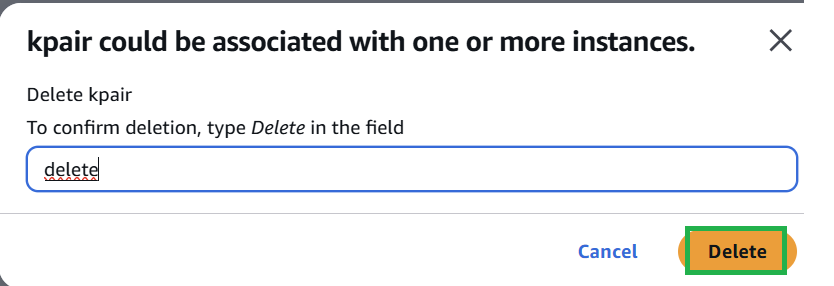 kpair could be associated with one or more instances.
Delete kpair
To confirm deletion, type Delete in the field
delete
Cancel
Delete